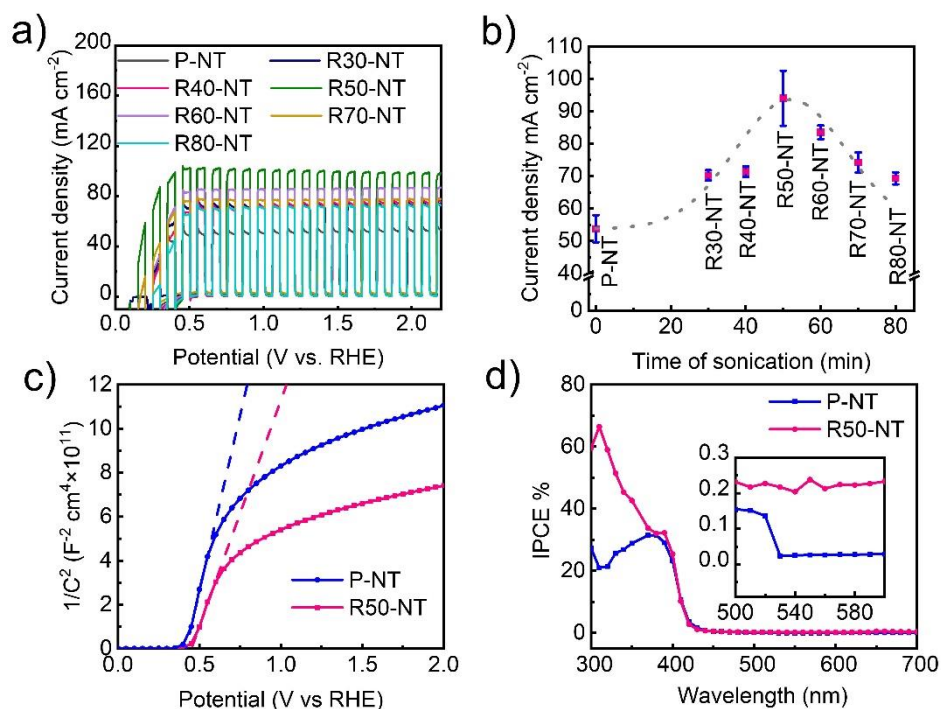 a)
200
160
120
80
40
0
Current density (mA cm⁻²)
P-NT
R30-NT
R40-NT
R50-NT
R60-NT
R70-NT
R80-NT
0.0 0.5 1.0 1.5 2.0
Potential (V vs. RHE)
b)
110
100
90
80
70
60
50
40
0
Current density mA cm⁻²
P-NT
R30-NT
R40-NT
R50-NT
R60-NT
R70-NT
R80-NT
0 20 40 60 80
Time of sonication (min)
c)
12
10
8
6
4
2
0
1/C² (F⁻² cm⁴×10¹¹)
P-NT
R50-NT
0.0 0.5 1.0 1.5 2.0
Potential (V vs RHE)
d)
80
60
40
20
0
IPCE %
P-NT
R50-NT
0.3
0.2
0.1
0.0
500 540 580
300 400 500 600 700
Wavelength (nm)